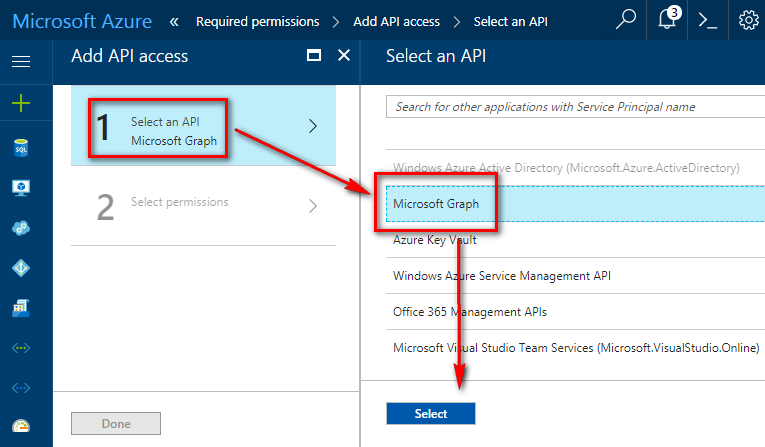 Microsoft Azure « Required permissions > Add API access > Select an API 3
Add API access
Select an API
1
Select an API
Microsoft Graph
2
Select permissions
Done
Search for other applications with Service Principal name
Windows Azure Active Directory (Microsoft.Azure.ActiveDirectory)
Microsoft Graph
Azure Key Vault
Windows Azure Service Management API
Office 365 Management APIs
Microsoft Visual Studio Team Services (Microsoft.VisualStudio.Online)
Select
SQL